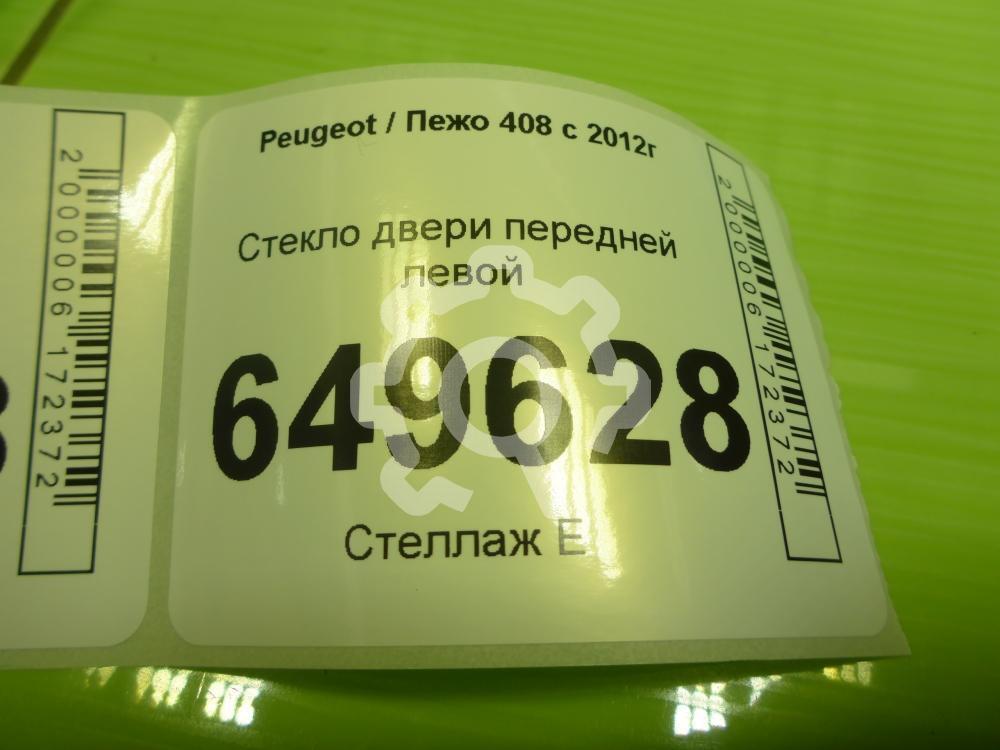 Peugeot / Пежо 408 с 2012г
Стекло двери передней
левой
649628
Стеллаж E
2000006172372
2000006172372